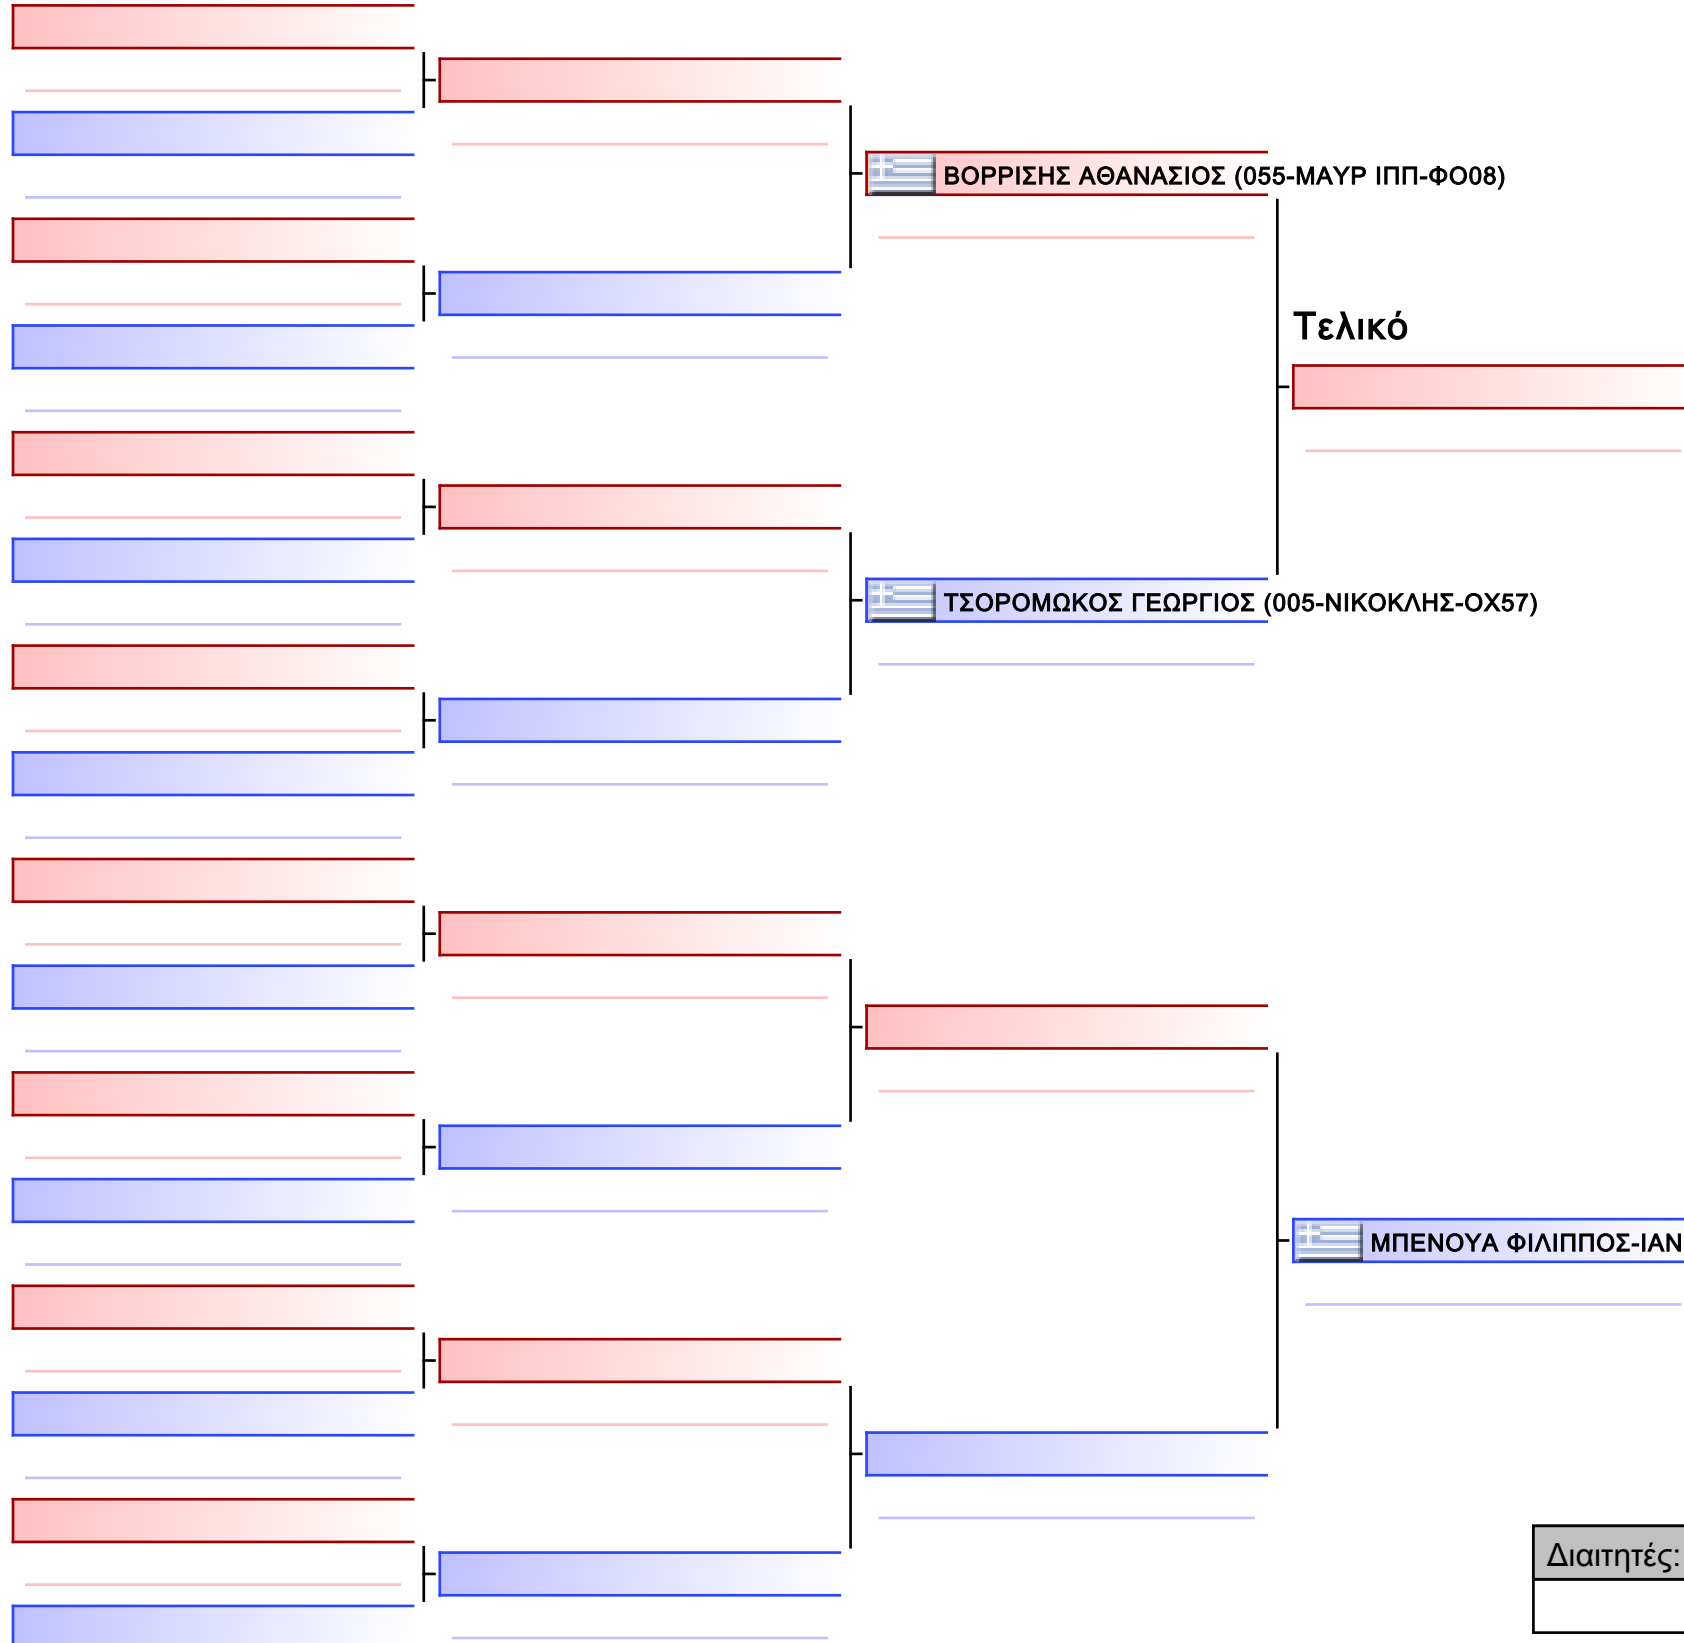 ΒΟΡΡΙΣΗΣ ΑΘΑΝΑΣΙΟΣ (055-ΜΑΥΡ ΙΠΠ-ΦΟ08)
Τελικό
ΤΣΟΡΟΜΩΚΟΣ ΓΕΩΡΓΙΟΣ (005-ΝΙΚΟΚΛΗΣ-ΟΧ57)
ΜΠΕΝΟΥΑ ΦΙΛΙΠΠΟΣ-ΙΑΝ
Διαιτητές: